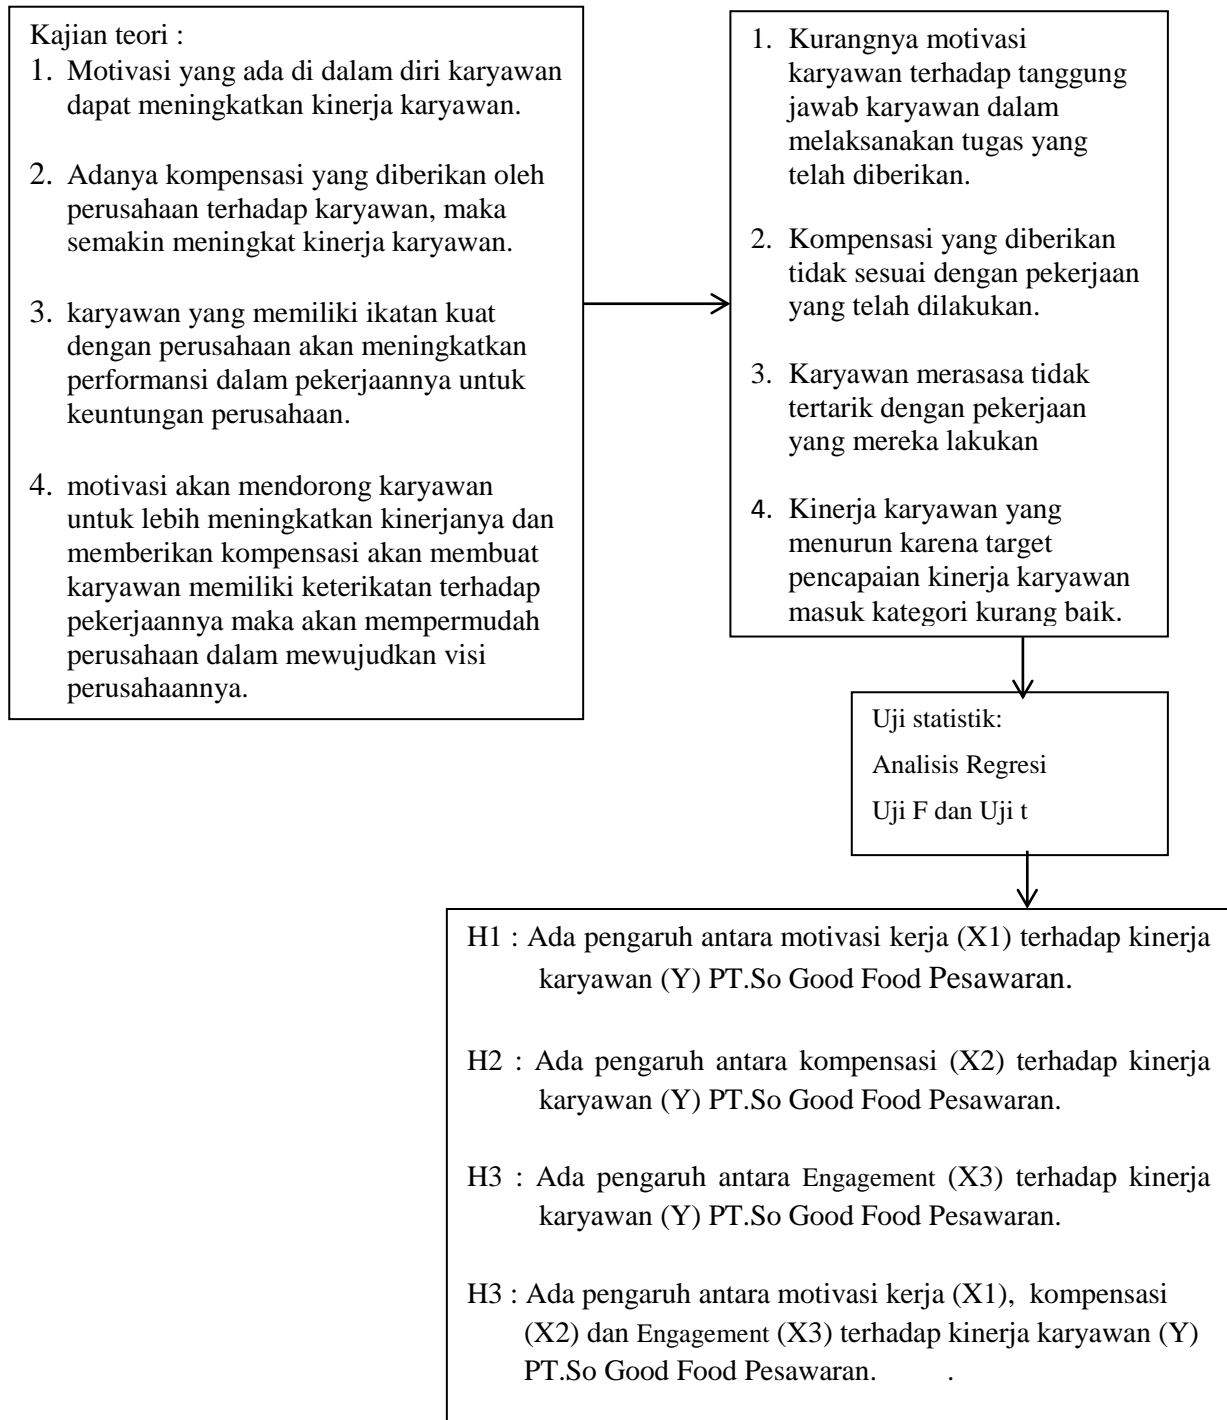 Kajian teori :
1. Motivasi yang ada di dalam diri karyawan
dapat meningkatkan kinerja karyawan.
2. Adanya kompensasi yang diberikan oleh
perusahaan terhadap karyawan, maka
semakin meningkat kinerja karyawan.
3. karyawan yang memiliki ikatan kuat
dengan perusahaan akan meningkatkan
performansi dalam pekerjaannya untuk
keuntungan perusahaan.
4. motivasi akan mendorong karyawan
untuk lebih meningkatkan kinerjanya dan
memberikan kompensasi akan membuat
karyawan memiliki keterikatan terhadap
pekerjaannya maka akan mempermudah
perusahaan dalam mewujudkan visi
perusahaannya.
1. Kurangnya motivasi
karyawan terhadap tanggung
jawab karyawan dalam
melaksanakan tugas yang
telah diberikan.
2. Kompensasi yang diberikan
tidak sesuai dengan pekerjaan
yang telah dilakukan.
3. Karyawan merasasa tidak
tertarik dengan pekerjaan
yang mereka lakukan
4. Kinerja karyawan yang
menurun karena target
pencapaian kinerja karyawan
masuk kategori kurang baik.
Uji statistik:
Analisis Regresi
Uji F dan Uji t
H1 : Ada pengaruh antara motivasi kerja (X1) terhadap kinerja
karyawan (Y) PT.So Good Food Pesawaran.
H2 : Ada pengaruh antara kompensasi (X2) terhadap kinerja
karyawan (Y) PT.So Good Food Pesawaran.
H3 : Ada pengaruh antara Engagement (X3) terhadap kinerja
karyawan (Y) PT.So Good Food Pesawaran.
H3 : Ada pengaruh antara motivasi kerja (X1), kompensasi
(X2) dan Engagement (X3) terhadap kinerja karyawan (Y)
PT.So Good Food Pesawaran. .